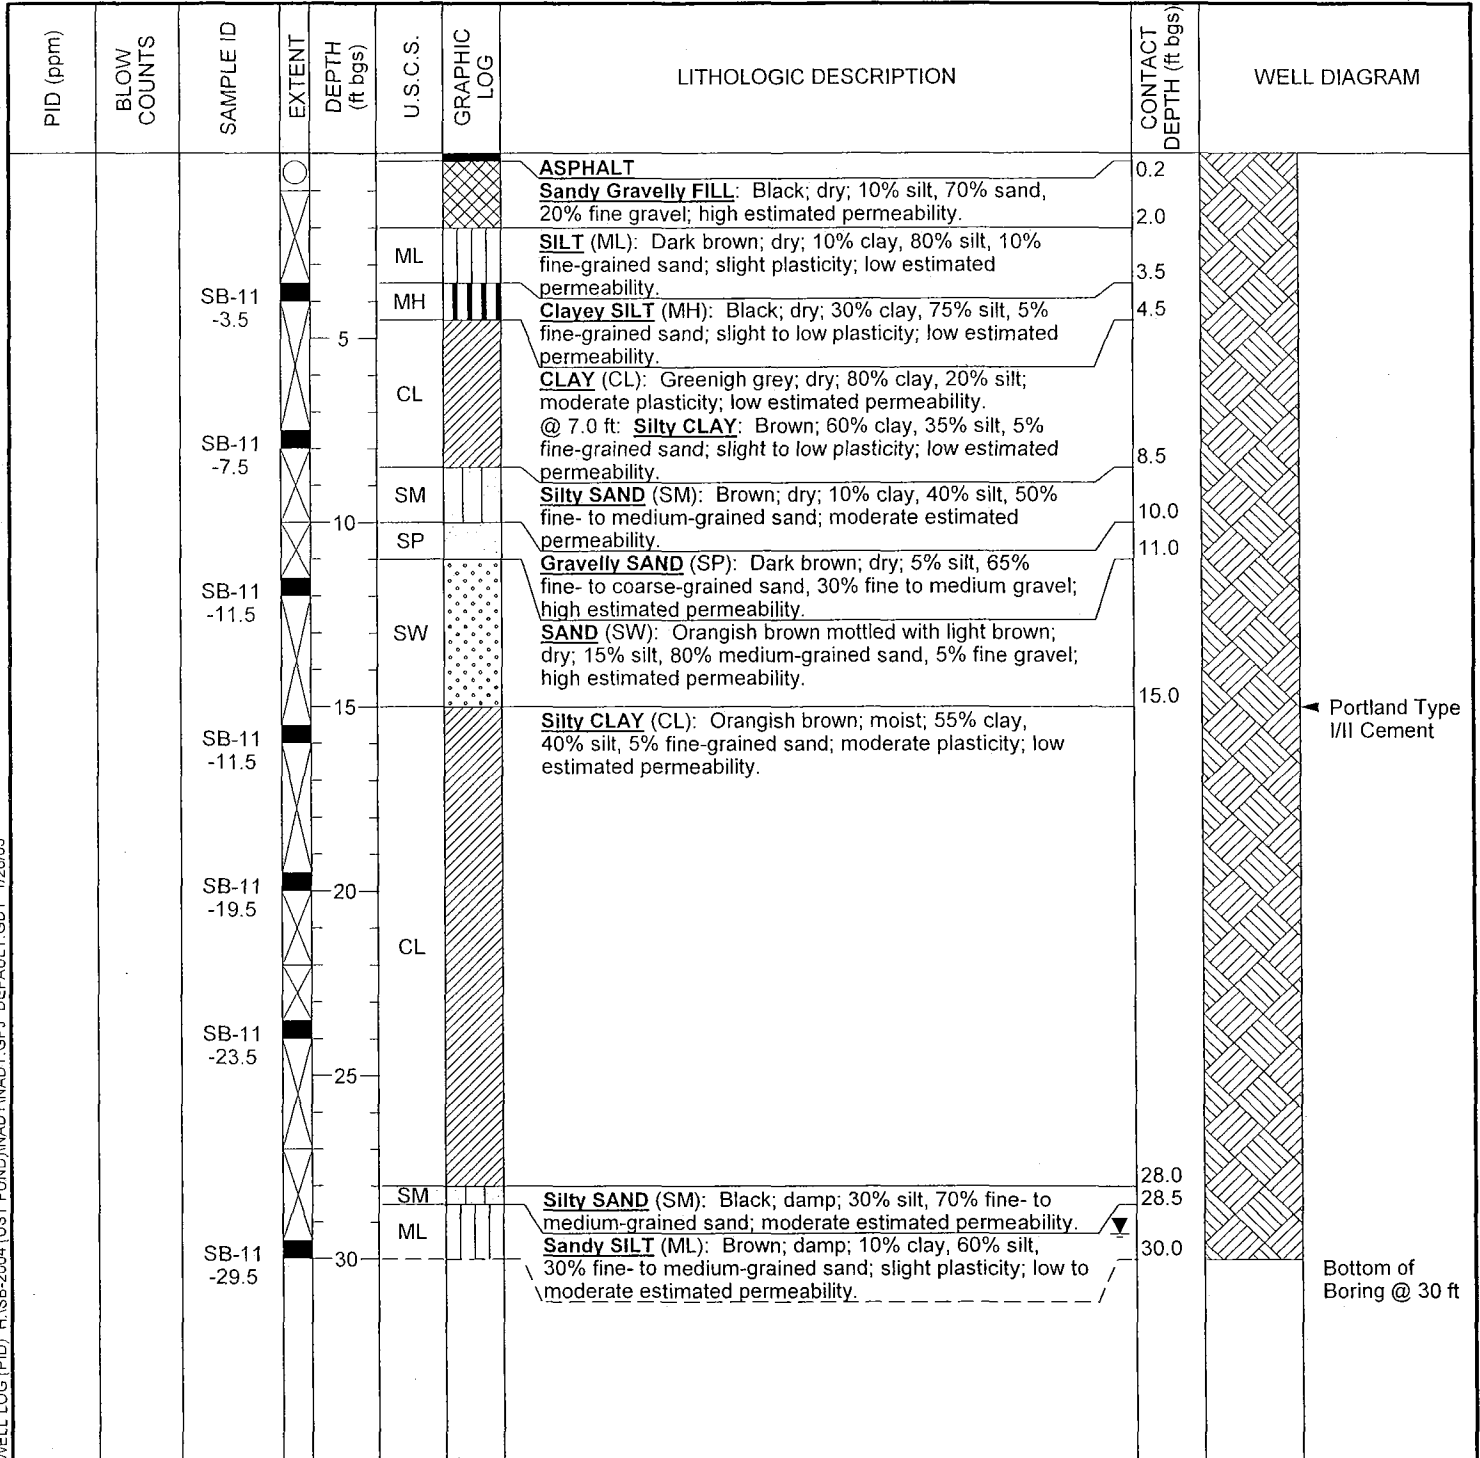 PID (ppm)
BLOW
COUNTS
SAMPLE ID
EXTENT
DEPTH
(ft bgs)
U.S.C.S.
GRAPHIC
LOG
LITHOLOGIC DESCRIPTION
CONTACT
DEPTH (ft bgs)
WELL DIAGRAM
ASPHALT
0.2
Sandy Gravelly FILL: Black; dry; 10% silt, 70% sand,
20% fine gravel; high estimated permeability.
2.0
ML
SILT (ML): Dark brown; dry; 10% clay, 80% silt, 10%
fine-grained sand; slight plasticity; low estimated
permeability.
3.5
SB-11
-3.5
MH
Clayey SILT (MH): Black; dry; 30% clay, 75% silt, 5%
fine-grained sand; slight to low plasticity; low estimated
permeability.
4.5
5
CL
CLAY (CL): Greenigh grey; dry; 80% clay, 20% silt;
moderate plasticity; low estimated permeability.
@ 7.0 ft: Silty CLAY: Brown; 60% clay, 35% silt, 5%
fine-grained sand; slight to low plasticity; low estimated
permeability.
SB-11
-7.5
8.5
SM
Silty SAND (SM): Brown; dry; 10% clay, 40% silt, 50%
fine- to medium-grained sand; moderate estimated
permeability.
10.0
10
SP
11.0
Gravelly SAND (SP): Dark brown; dry; 5% silt, 65%
fine- to coarse-grained sand, 30% fine to medium gravel;
high estimated permeability.
SB-11
-11.5
SW
SAND (SW): Orangish brown mottled with light brown;
dry; 15% silt, 80% medium-grained sand, 5% fine gravel;
high estimated permeability.
15.0
15
Silty CLAY (CL): Orangish brown; moist; 55% clay,
40% silt, 5% fine-grained sand; moderate plasticity; low
estimated permeability.
Portland Type
I/II Cement
SB-11
-11.5
SB-11
-19.5
20
CL
SB-11
-23.5
25
28.0
SM
Silty SAND (SM): Black; damp; 30% silt, 70% fine- to
medium-grained sand; moderate estimated permeability.
28.5
ML
Sandy SILT (ML): Brown; damp; 10% clay, 60% silt,
30% fine- to medium-grained sand; slight plasticity; low to
moderate estimated permeability.
30.0
SB-11
-29.5
30
Bottom of
Boring @ 30 ft
WELL LOG (PID) H:\SB-2004 (UST FUND)\NADY\NADY.GPJ DEFAULT.GDT